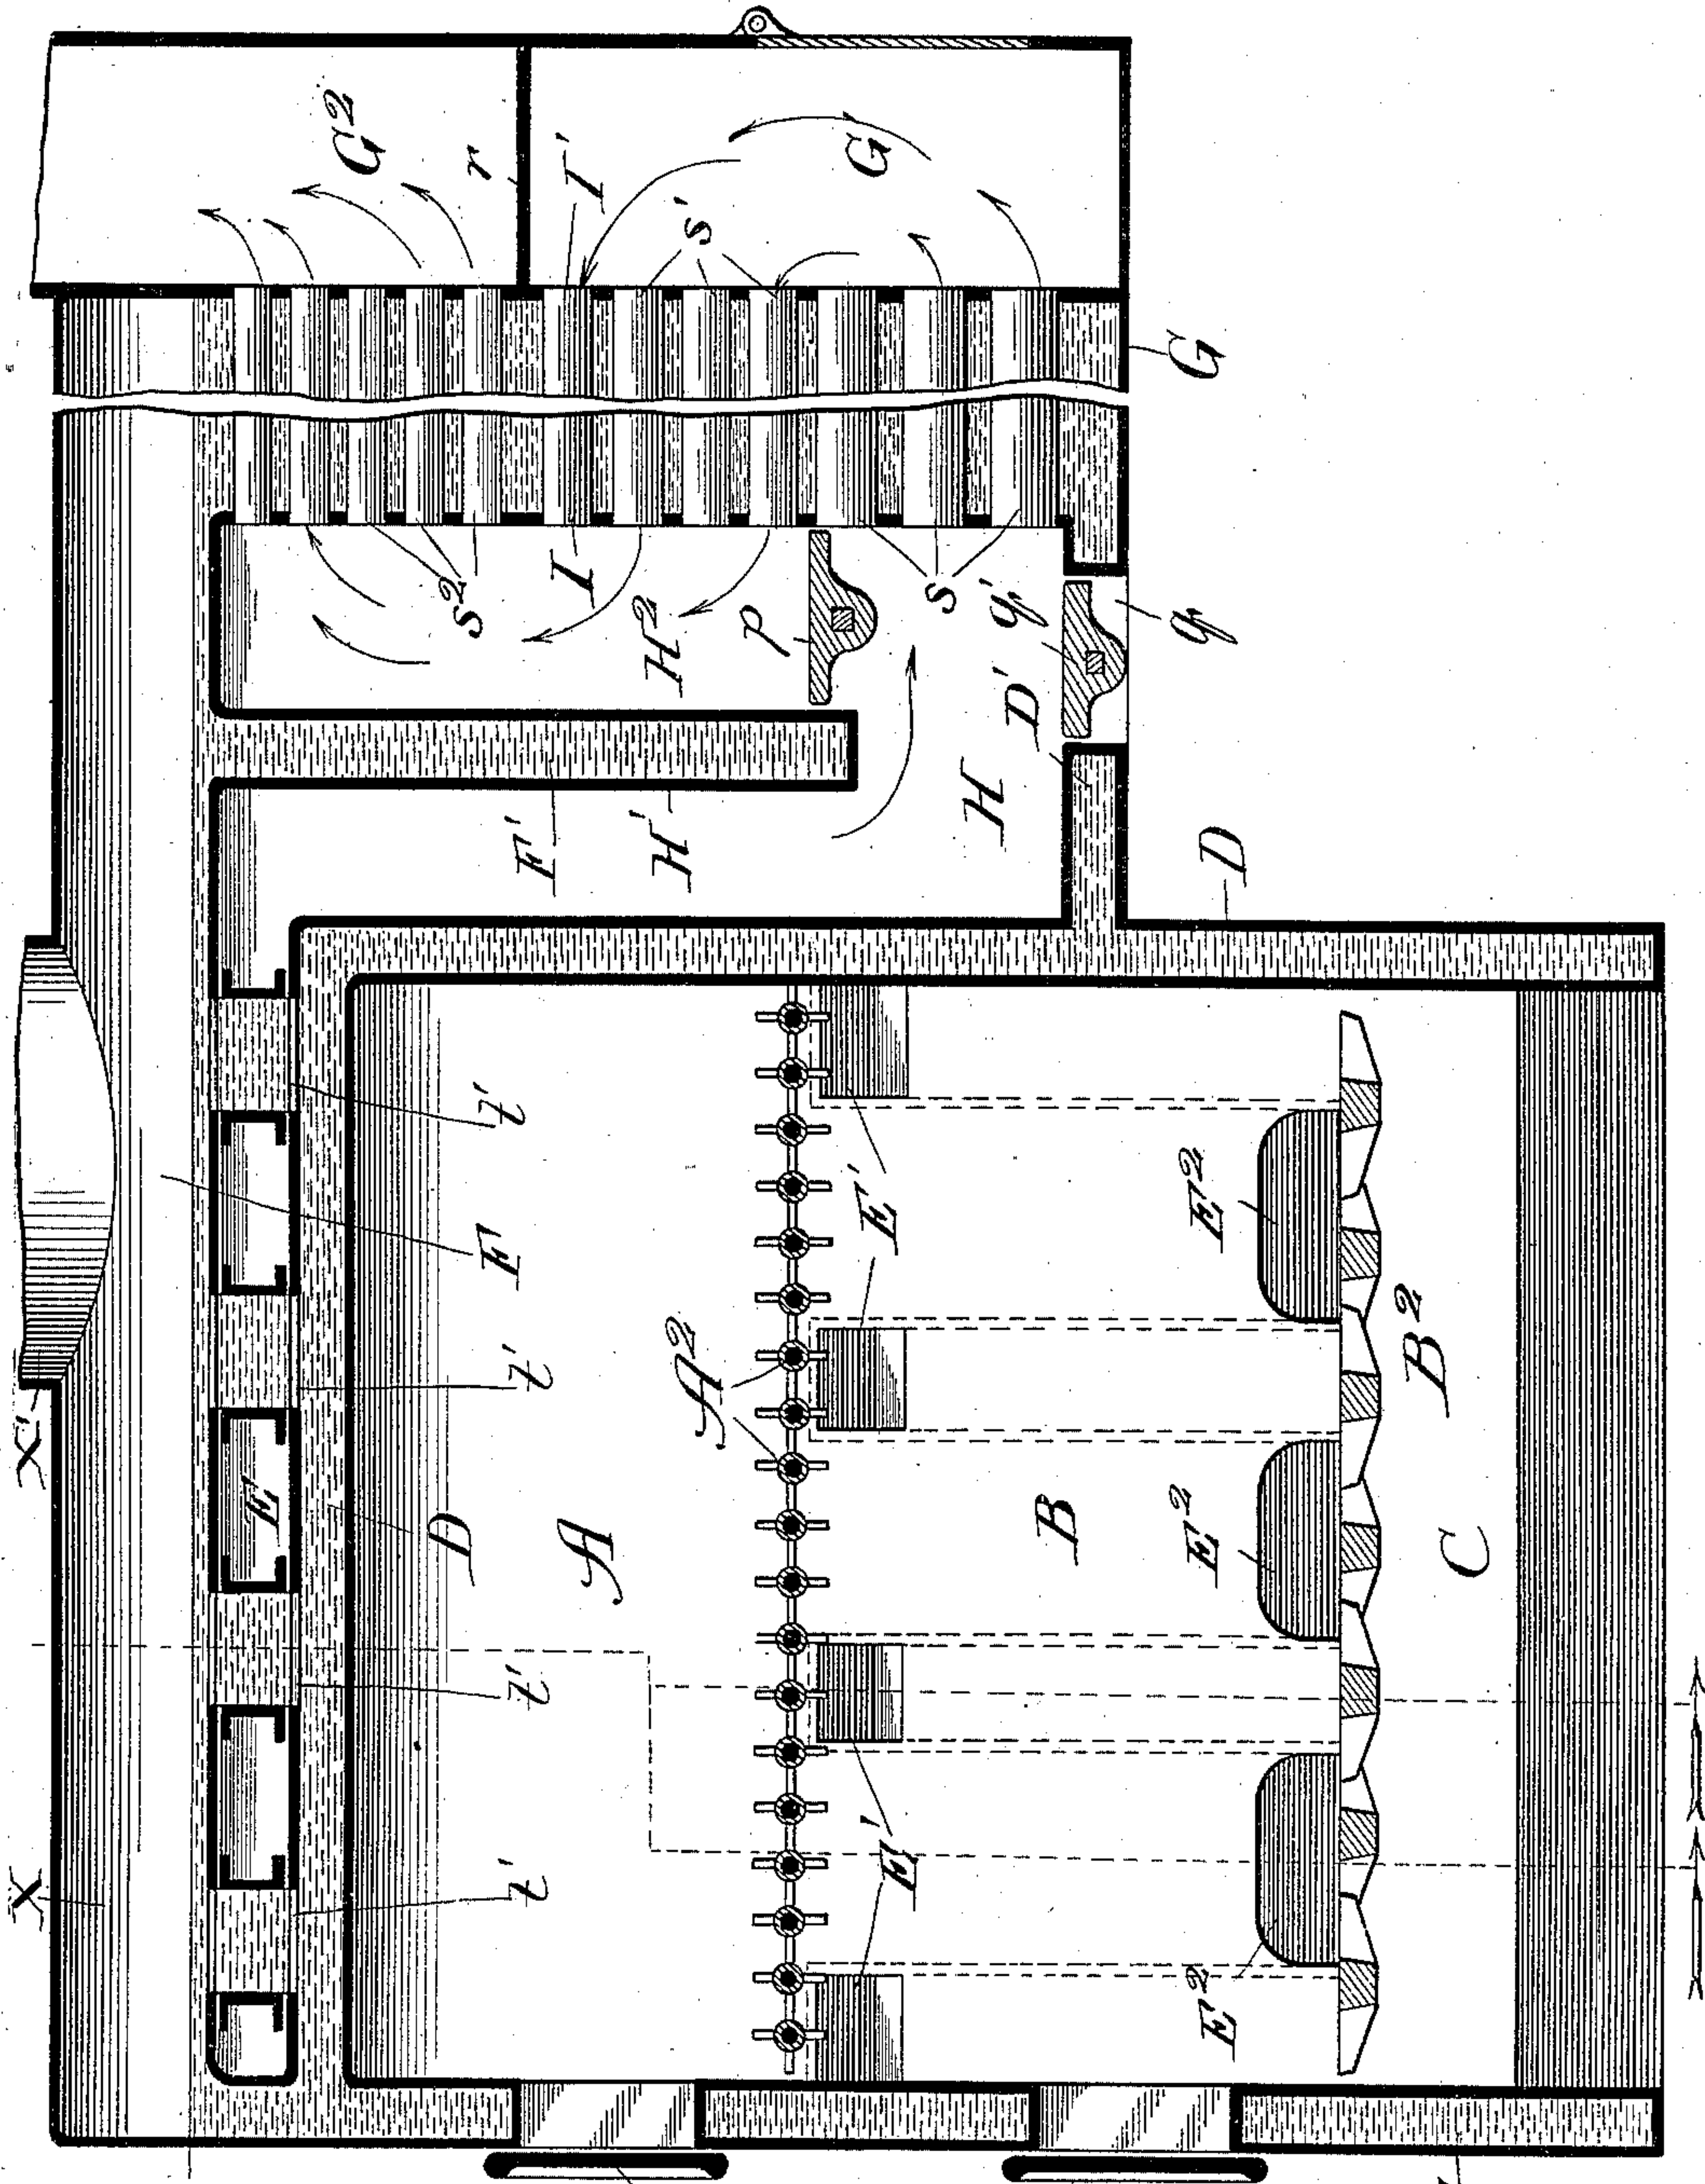 G²
r
I'
s'
G'
G
s²
I
H²
p
s
q'
q
D'
H
F'
H'
D
X'
t'
F
E'
E²
t'
A²
B²
E
D
A
B
E²
C
t'
X
t'
E'
E²